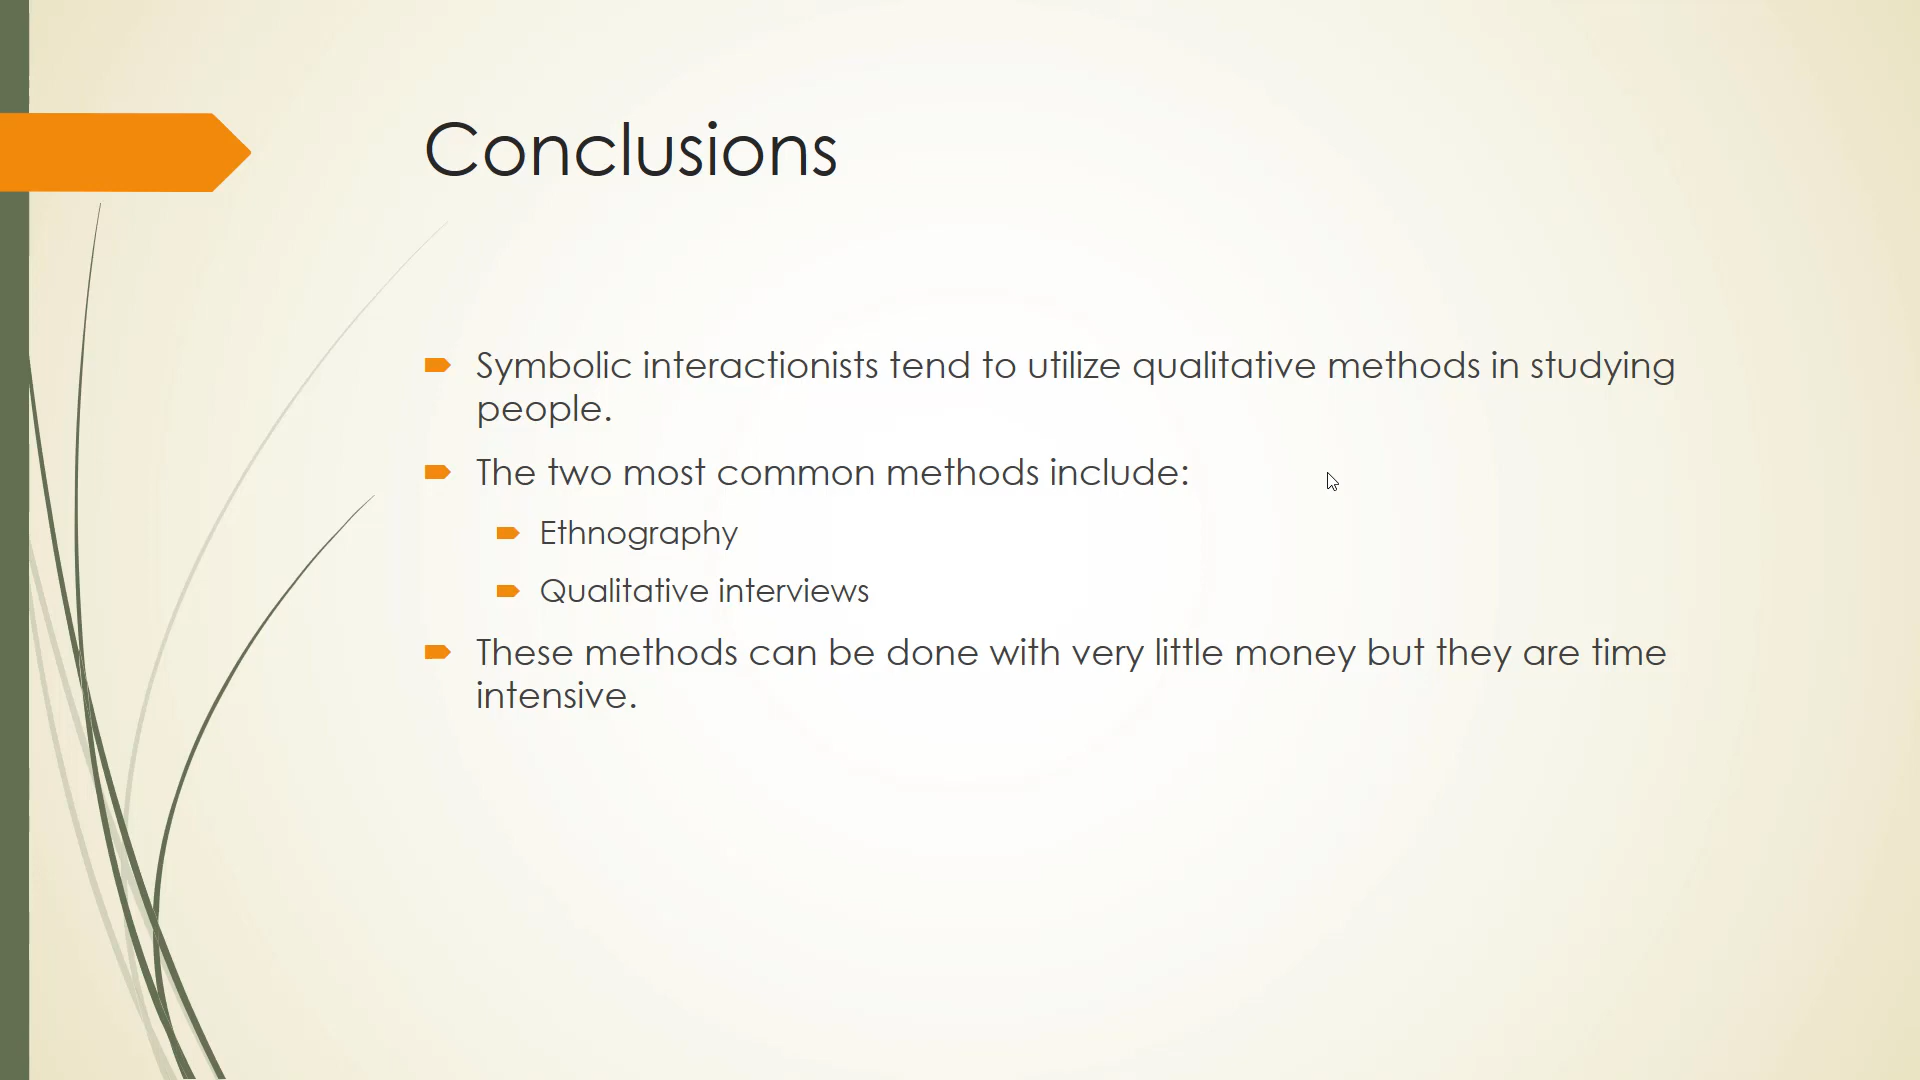 Conclusions
Symbolic interactionists tend to utilize qualitative methods in studying
people.
The two most common methods include:
Ethnography
Qualitative interviews
These methods can be done with very little money but they are time
intensive.